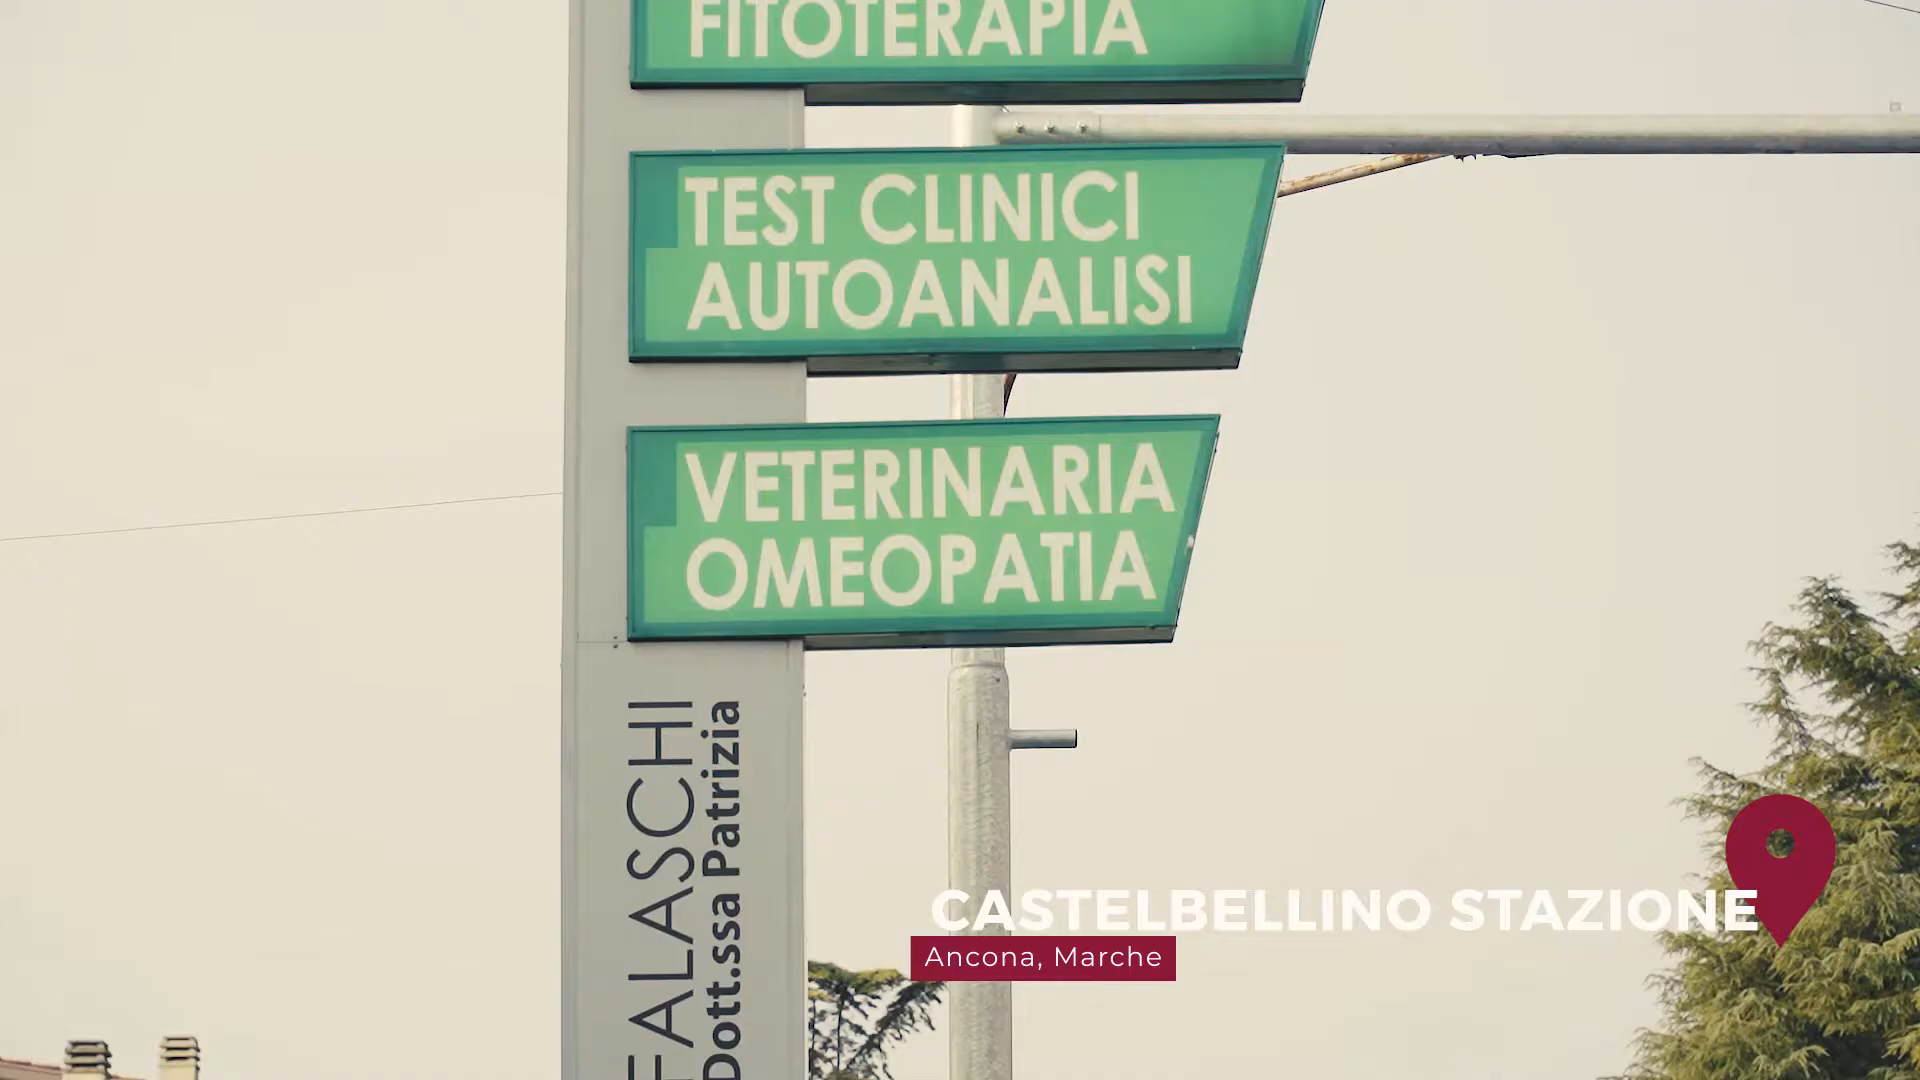 FITOTERAPIA
TEST CLINICI
AUTOANALISI
VETERINARIA
OMEOPATIA
FALASCHI
Dott.ssa Patrizia
CASTELBELLINO STAZIONE
Ancona, Marche